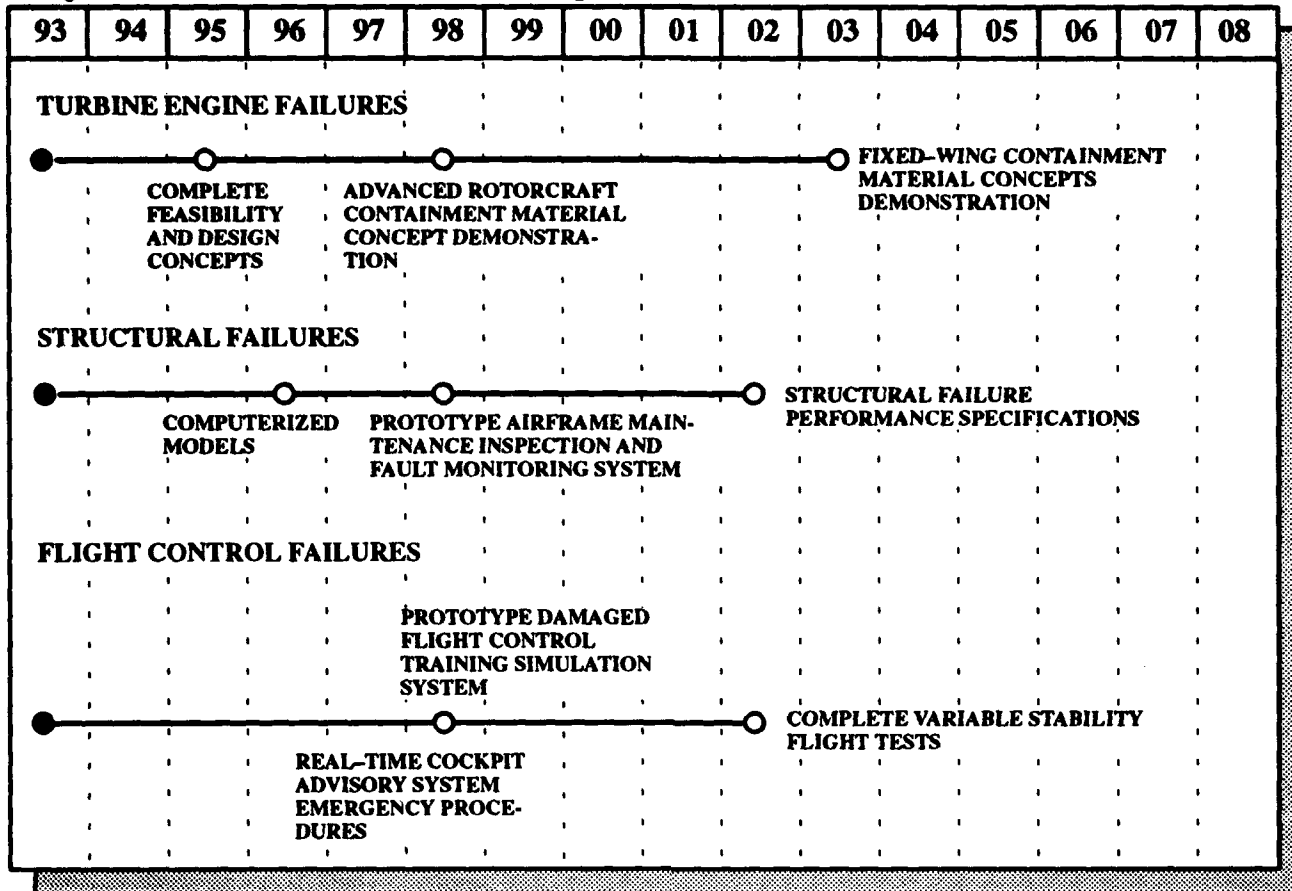 93 94 95 96 97 98 99 00 01 02 03 04 05 06 07 08
TURBINE ENGINE FAILURES
COMPLETE
FEASIBILITY
AND DESIGN
CONCEPTS
ADVANCED ROTORCRAFT
CONTAINMENT MATERIAL
CONCEPT DEMONSTRA-
TION
FIXED-WING CONTAINMENT
MATERIAL CONCEPTS
DEMONSTRATION
STRUCTURAL FAILURES
COMPUTERIZED
MODELS
PROTOTYPE AIRFRAME MAIN-
TENANCE INSPECTION AND
FAULT MONITORING SYSTEM
STRUCTURAL FAILURE
PERFORMANCE SPECIFICATIONS
FLIGHT CONTROL FAILURES
PROTOTYPE DAMAGED
FLIGHT CONTROL
TRAINING SIMULATION
SYSTEM
REAL-TIME COCKPIT
ADVISORY SYSTEM
EMERGENCY PROCE-
DURES
COMPLETE VARIABLE STABILITY
FLIGHT TESTS